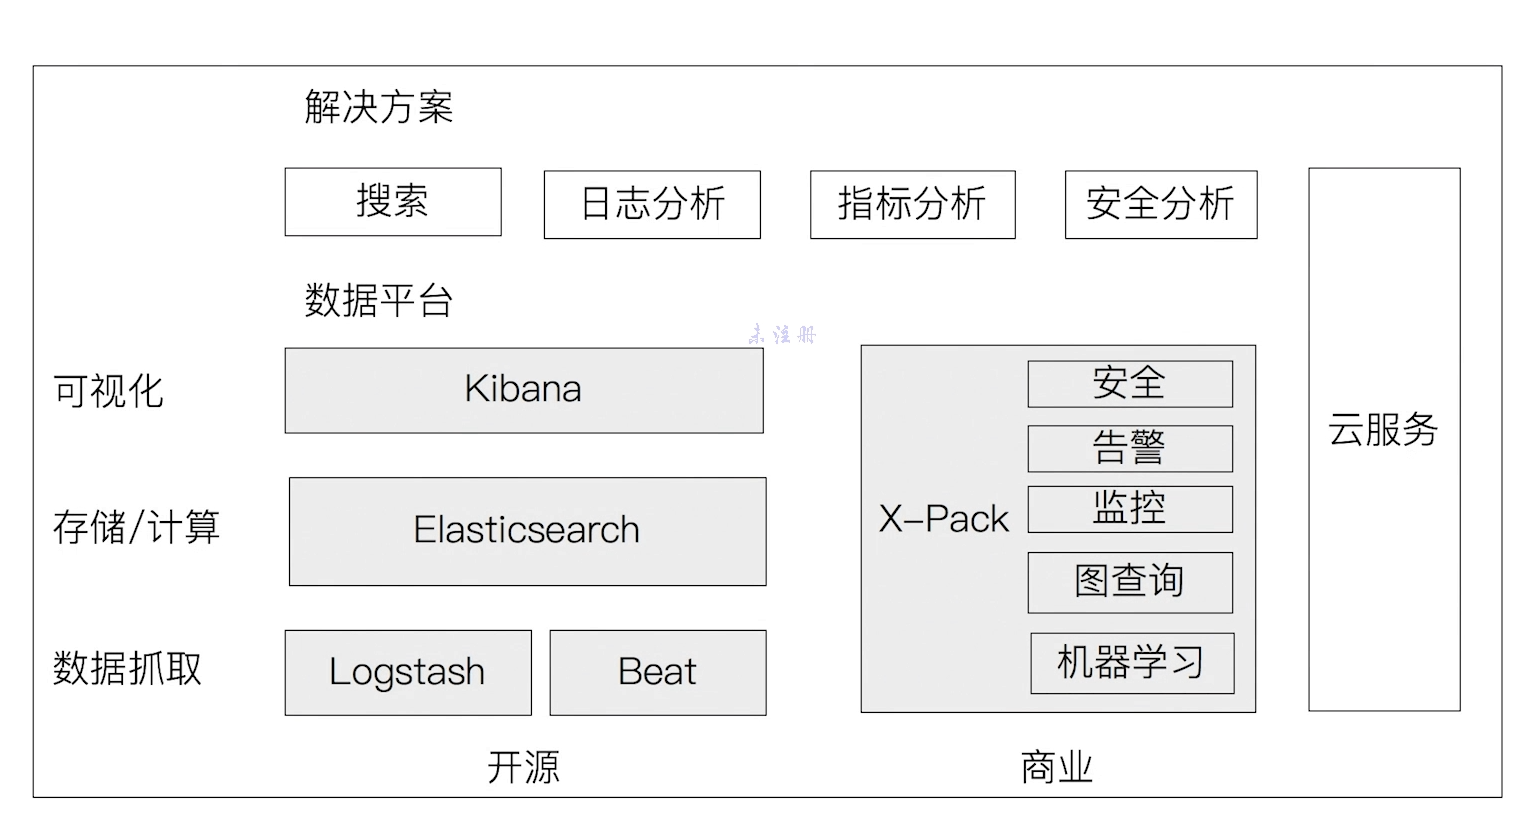 解决方案
搜索
日志分析
指标分析
安全分析
数据平台
未注册
可视化
Kibana
存储/计算
Elasticsearch
数据抓取
Logstash
Beat
X-Pack
安全
告警
监控
图查询
机器学习
云服务
开源
商业